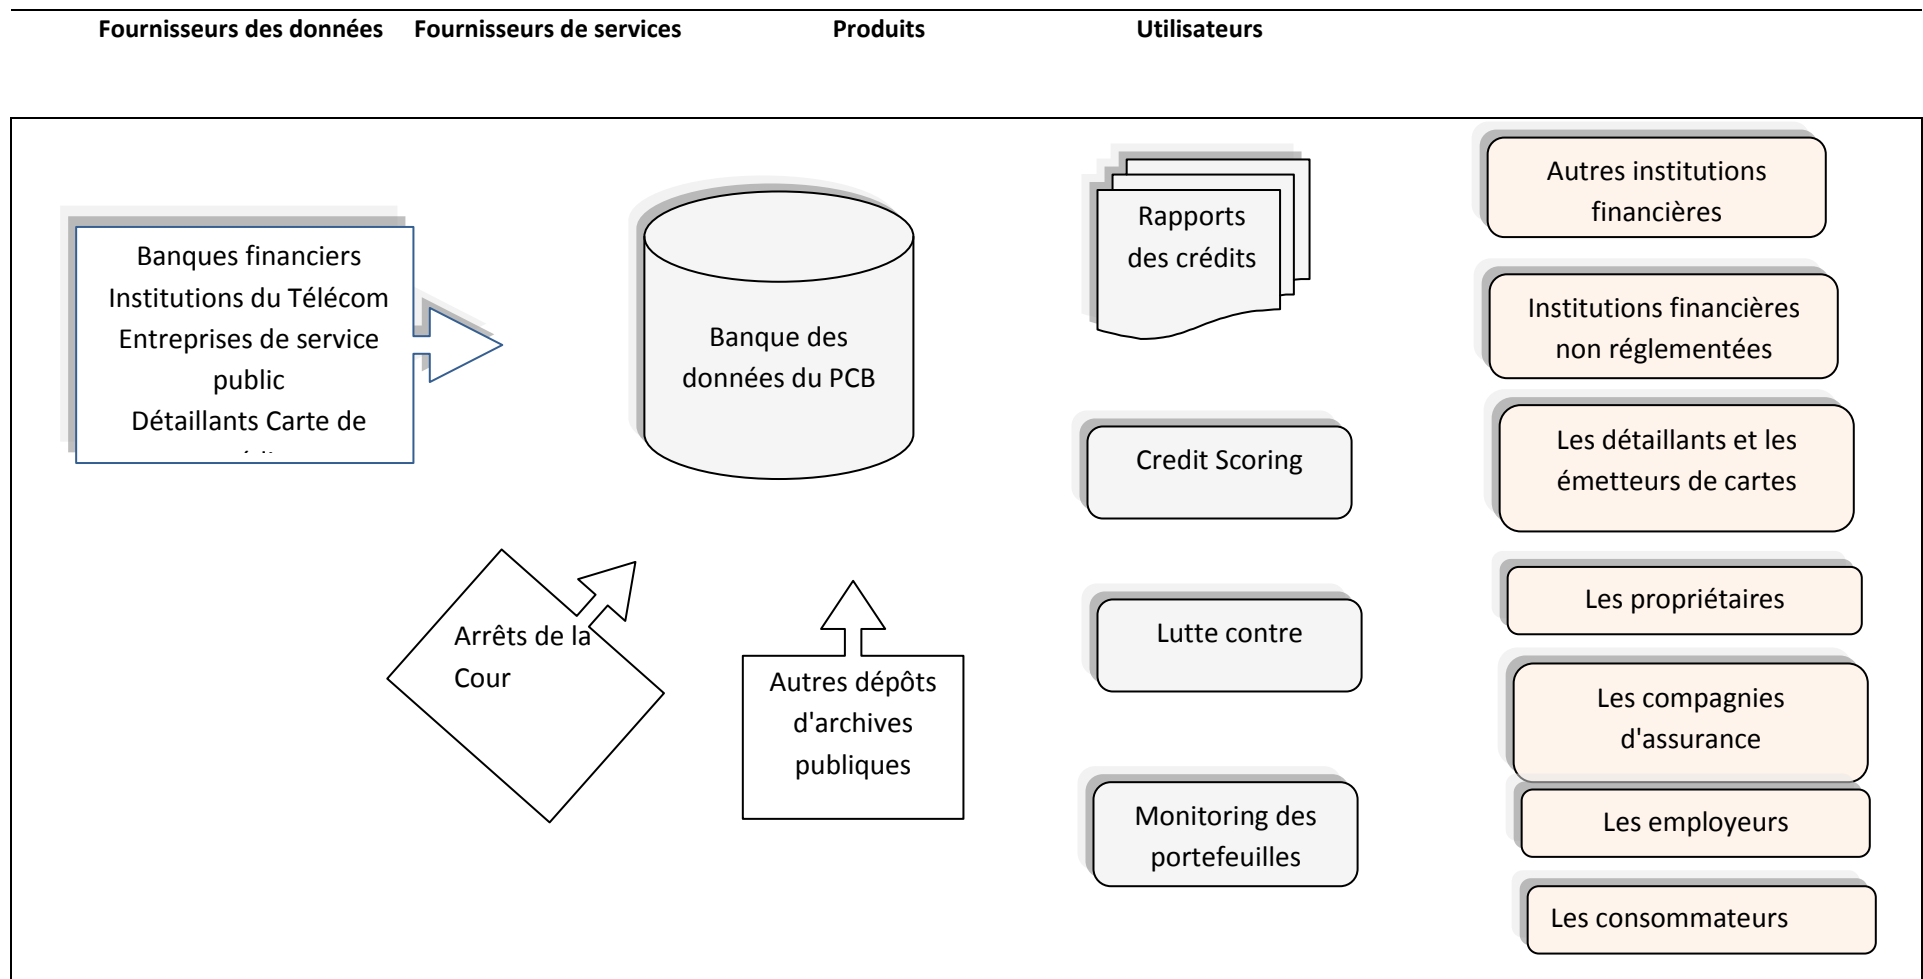 Fournisseurs des données Fournisseurs de services Produits Utilisateurs
Banques financiers
Institutions du Télécom
Entreprises de service
public
Détaillants Carte de
Banque des
données du PCB
Arrêts de la
Cour
Autres dépôts
d'archives
publiques
Rapports
des crédits
Credit Scoring
Lutte contre
Monitoring des
portefeuilles
Autres institutions
financières
Institutions financières
non réglementées
Les détaillants et les
émetteurs de cartes
Les propriétaires
Les compagnies
d'assurance
Les employeurs
Les consommateurs